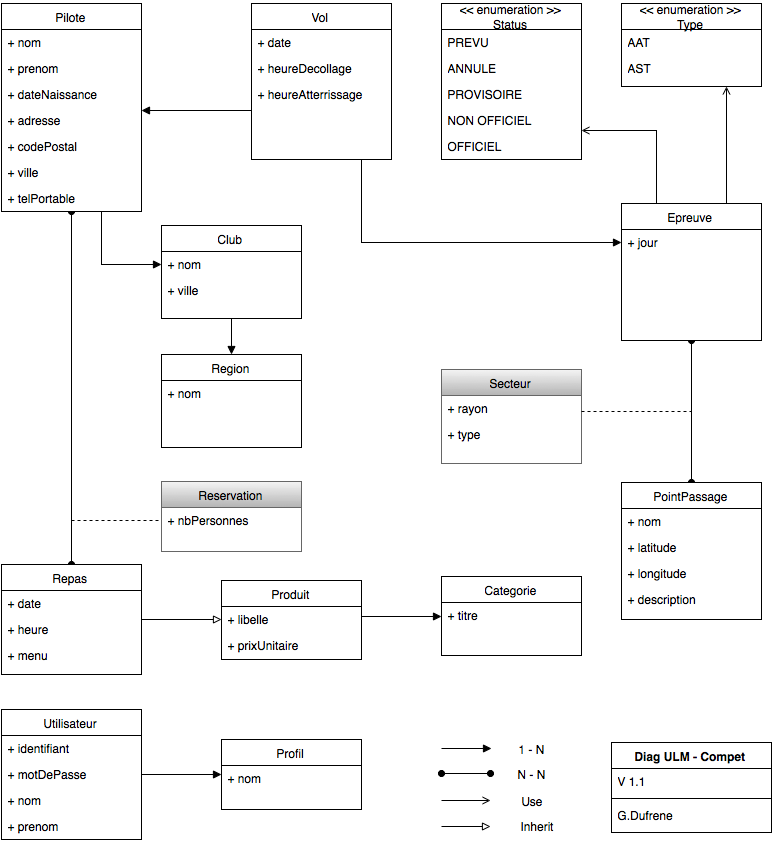 Pilote
+ nom
+ prenom
+ dateNaissance
+ adresse
+ codePostal
+ ville
+ telPortable
Vol
+ date
+ heureDecollage
+ heureAtterrissage
<< enumeration >>
Status
PREVU
ANNULE
PROVISOIRE
NON OFFICIEL
OFFICIEL
<< enumeration >>
Type
AAT
AST
Club
+ nom
+ ville
Epreuve
+ jour
Region
+ nom
Secteur
+ rayon
+ type
Reservation
+ nbPersonnes
PointPassage
+ nom
+ latitude
+ longitude
+ description
Repas
+ date
+ heure
+ menu
Produit
+ libelle
+ prixUnitaire
Categorie
+ titre
Utilisateur
+ identifiant
+ motDePasse
+ nom
+ prenom
Profil
+ nom
1 - N
N - N
Use
Inherit
Diag ULM - Compet
V 1.1
G.Dufrene